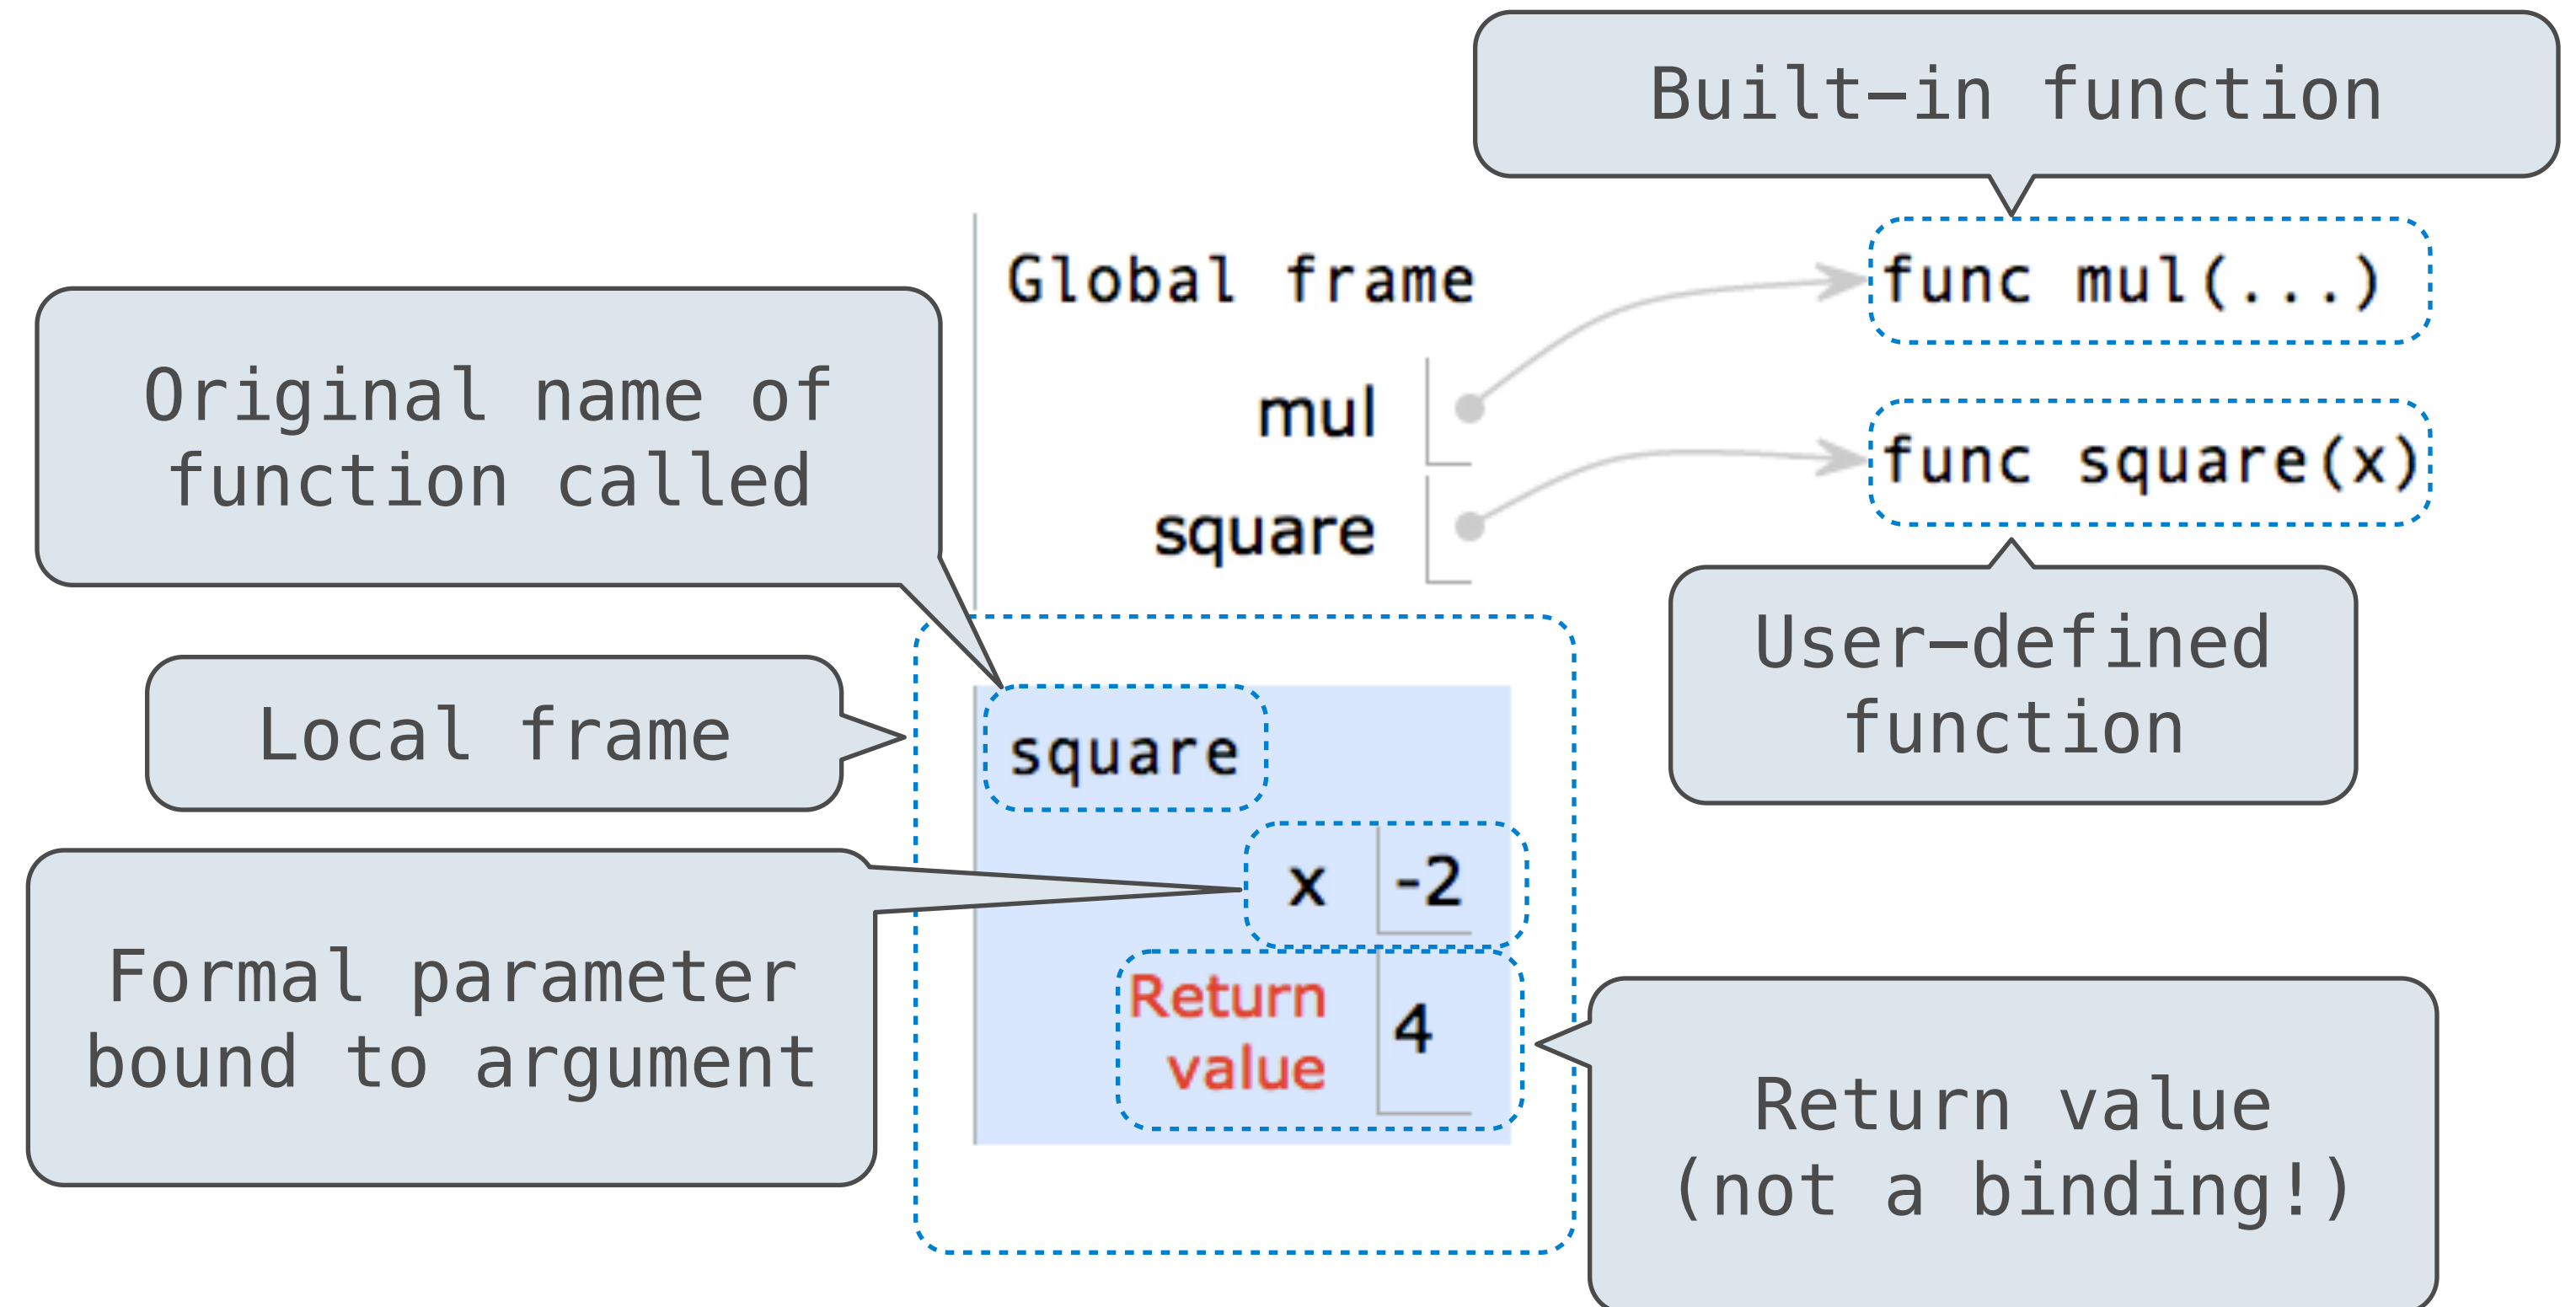 Built-in function
Global frame
func mul(...)
Original name of
function called
mul
func square(x)
square
User-defined
function
Local frame
square
x -2
Formal parameter
bound to argument
Return
value
4
Return value
(not a binding!)